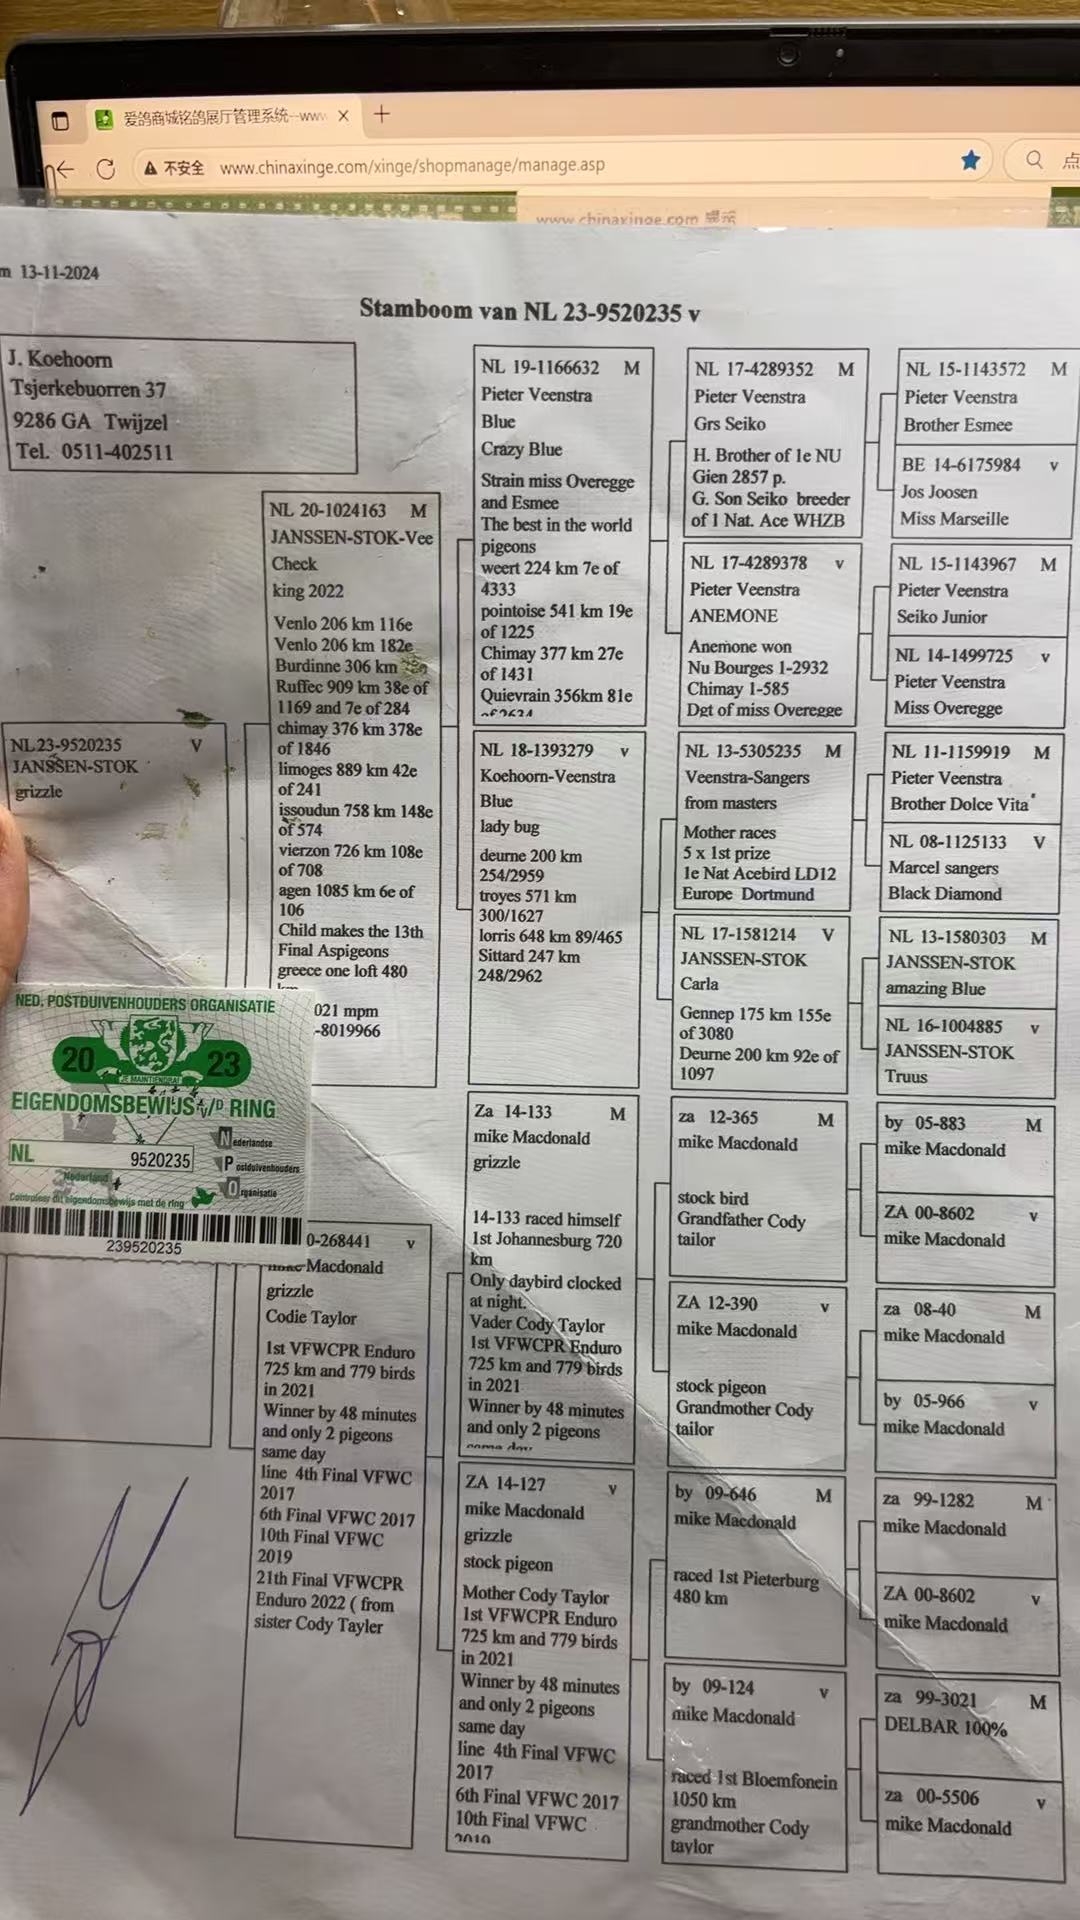 爱鸽商城铭鸽展厅管理系统--www
不安全 www.chinaxinge.com/xinge/shopmanage/manage.asp
点
www.chinaxinge.com
m 13-11-2024
Stamboom van NL 23-9520235 v
J. Koehoorn
Tsjerkebuorren 37
9286 GA Twijzel
Tel. 0511-402511
NL23-9520235 V
JANSSEN-STOK
grizzle
NL 20-1024163 M
JANSSEN-STOK-Vee
Check
king 2022
Venlo 206 km 116e
Venlo 206 km 182e
Burdinne 306 km
Ruffec 909 km 38e of
1169 and 7e of 284
chimay 376 km 378e
of 1846
limoges 889 km 42e
of 241
issoudun 758 km 148e
of 574
vierzon 726 km 108e
of 708
agen 1085 km 6e of
106
Child makes the 13th
Final Aspigeons
greece one loft 480
km
021 mpm
-8019966
0-268441 v
mike Macdonald
grizzle
Codie Taylor
1st VFWCPR Enduro
725 km and 779 birds
in 2021
Winner by 48 minutes
and only 2 pigeons
same day
line 4th Final VFWC
2017
6th Final VFWC 2017
10th Final VFWC
2019
21th Final VFWCPR
Enduro 2022 ( from
sister Cody Tayler
NL 19-1166632 M
Pieter Veenstra
Blue
Crazy Blue
Strain miss Overegge
and Esmee
The best in the world
pigeons
weert 224 km 7e of
4333
pointoise 541 km 19e
of 1225
Chimay 377 km 27e
of 1431
Quievrain 356km 81e
of 2624
NL 18-1393279 v
Koehoorn-Veenstra
Blue
lady bug
deurne 200 km
254/2959
troyes 571 km
300/1627
lorris 648 km 89/465
Sittard 247 km
248/2962
Za 14-133 M
mike Macdonald
grizzle
14-133 raced himself
1st Johannesburg 720
km
Only daybird clocked
at night.
Vader Cody Taylor
1st VFWCPR Enduro
725 km and 779 birds
in 2021
Winner by 48 minutes
and only 2 pigeons
same day
ZA 14-127 v
mike Macdonald
grizzle
stock pigeon
Mother Cody Taylor
1st VFWCPR Enduro
725 km and 779 birds
in 2021
Winner by 48 minutes
and only 2 pigeons
same day
line 4th Final VFWC
2017
6th Final VFWC 2017
10th Final VFWC
2019
NL 17-4289352 M
Pieter Veenstra
Grs Seiko
H. Brother of 1e NU
Gien 2857 p.
G. Son Seiko breeder
of 1 Nat. Ace WHZB
NL 17-4289378 v
Pieter Veenstra
ANEMONE
Anemone won
Nu Bourges 1-2932
Chimay 1-585
Dgt of miss Overegge
NL 13-5305235 M
Veenstra-Sangers
from masters
Mother races
5 x 1st prize
1e Nat Acebird LD12
Europe Dortmund
NL 17-1581214 V
JANSSEN-STOK
Carla
Gennep 175 km 155e
of 3080
Deurne 200 km 92e of
1097
za 12-365 M
mike Macdonald
stock bird
Grandfather Cody
tailor
ZA 12-390 v
mike Macdonald
stock pigeon
Grandmother Cody
tailor
by 09-646 M
mike Macdonald
raced 1st Pieterburg
480 km
by 09-124 v
mike Macdonald
raced 1st Bloemfonein
1050 km
grandmother Cody
taylor
NL 15-1143572 M
Pieter Veenstra
Brother Esmee
BE 14-6175984 v
Jos Joosen
Miss Marseille
NL 15-1143967 M
Pieter Veenstra
Seiko Junior
NL 14-1499725 v
Pieter Veenstra
Miss Overegge
NL 11-1159919 M
Pieter Veenstra
Brother Dolce Vita
NL 08-1125133 V
Marcel sangers
Black Diamond
NL 13-1580303 M
JANSSEN-STOK
amazing Blue
NL 16-1004885 v
JANSSEN-STOK
Truus
by 05-883 M
mike Macdonald
ZA 00-8602 v
mike Macdonald
za 08-40 M
mike Macdonald
by 05-966 v
mike Macdonald
za 99-1282 M
mike Macdonald
ZA 00-8602 v
mike Macdonald
za 99-3021 M
DELBAR 100%
za 00-5506 v
mike Macdonald
NED. POSTDUIVENHOUDERS ORGANISATIE
20 23
JE MAINTIENDRAI
EIGENDOMSBEWIJS V/D RING
NL 9520235
Nederland
Nederlandse
Postduivenhouders
Organisatie
Controleer dit eigendomsbewijs met de ring
239520235